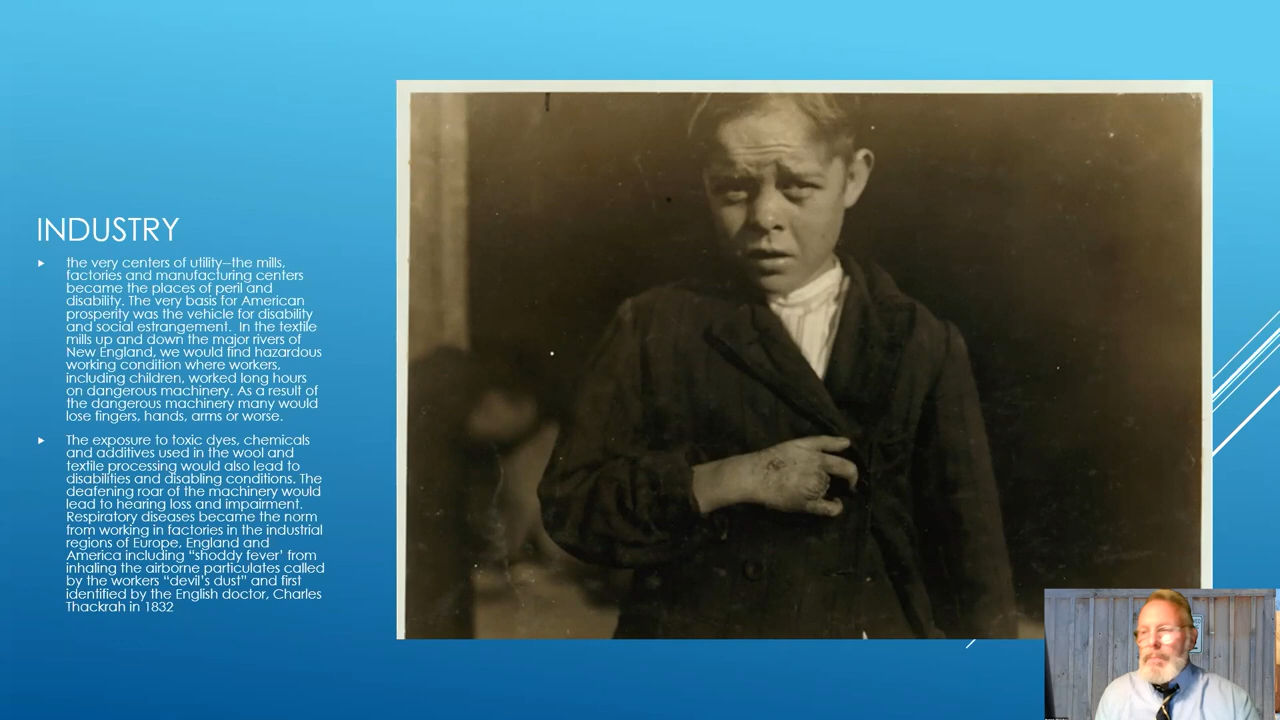 INDUSTRY
the very centers of utility–the mills,
factories and manufacturing centers
became the places of peril and
disability. The very basis for American
prosperity was the vehicle for disability
and social estrangement. In the textile
mills up and down the major rivers of
New England, we would find hazardous
working condition where workers,
including children, worked long hours
on dangerous machinery. As a result of
the dangerous machinery many would
lose fingers, hands, arms or worse.
The exposure to toxic dyes, chemicals
and additives used in the wool and
textile processing would also lead to
disabilities and disabling conditions. The
deafening roar of the machinery would
lead to hearing loss and impairment.
Respiratory diseases became the norm
from working in factories in the industrial
regions of Europe, England and
America including “shoddy fever’ from
inhaling the airborne particulates called
by the workers “devil’s dust” and first
identified by the English doctor, Charles
Thackrah in 1832